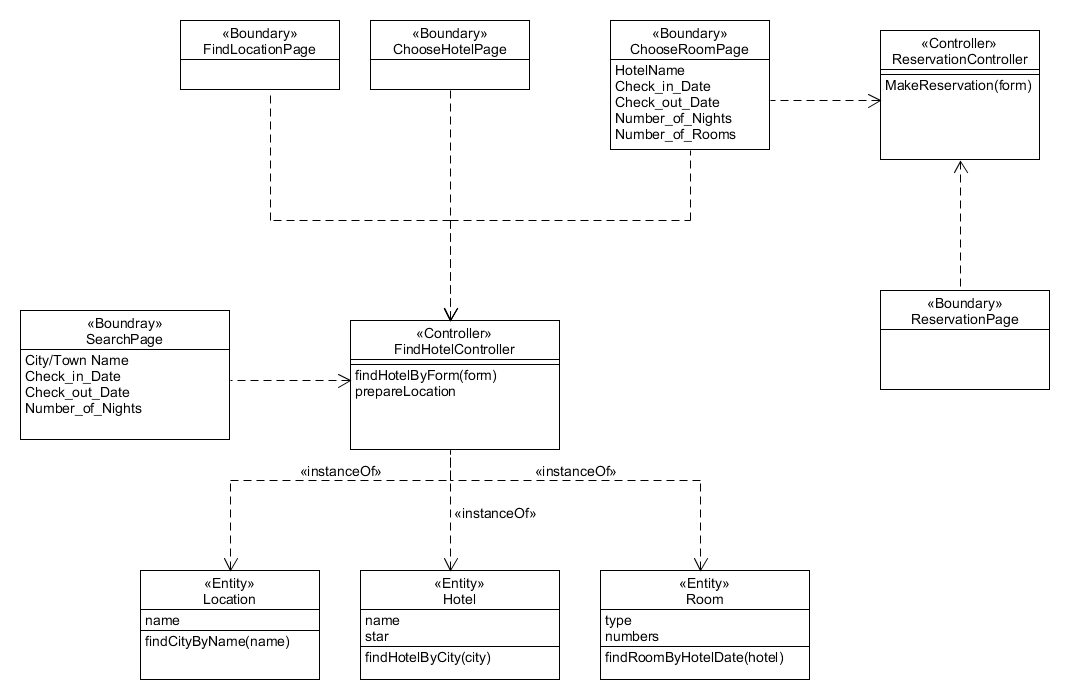 «Boundary»
FindLocationPage
«Boundary»
ChooseHotelPage
«Boundary»
ChooseRoomPage
HotelName
Check_in_Date
Check_out_Date
Number_of_Nights
Number_of_Rooms
«Controller»
ReservationController
MakeReservation(form)
«Boundary»
ReservationPage
«Boundray»
SearchPage
City/Town Name
Check_in_Date
Check_out_Date
Number_of_Nights
«Controller»
FindHotelController
findHotelByForm(form)
prepareLocation
«instanceOf»
«instanceOf»
«instanceOf»
«Entity»
Location
name
findCityByName(name)
«Entity»
Hotel
name
star
findHotelByCity(city)
«Entity»
Room
type
numbers
findRoomByHotelDate(hotel)